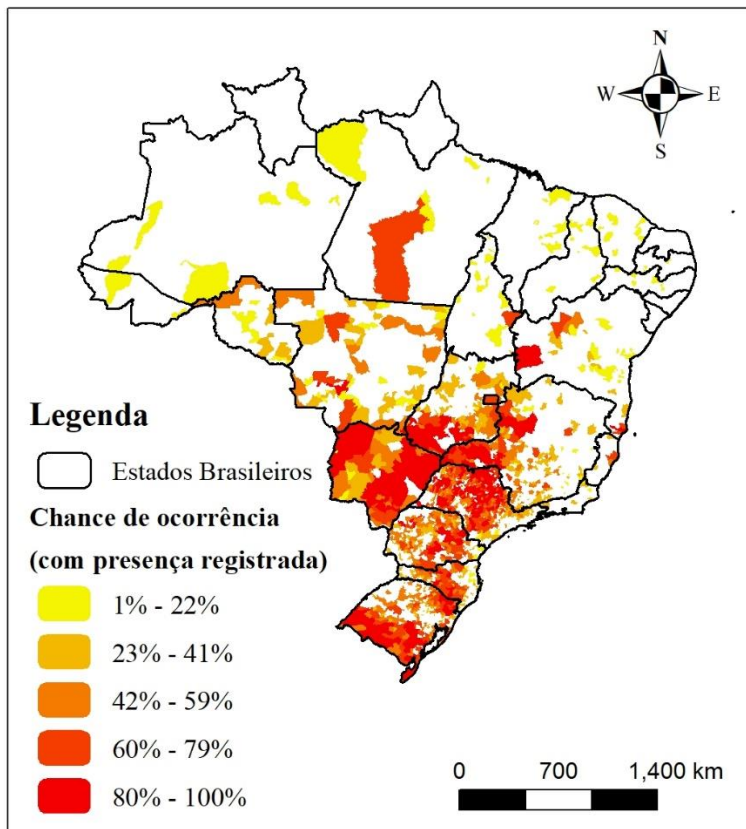 N
W E
S
Legenda
Estados Brasileiros
Chance de ocorrência
(com presença registrada)
1% - 22%
23% - 41%
42% - 59%
60% - 79%
80% - 100%
0 700 1,400 km